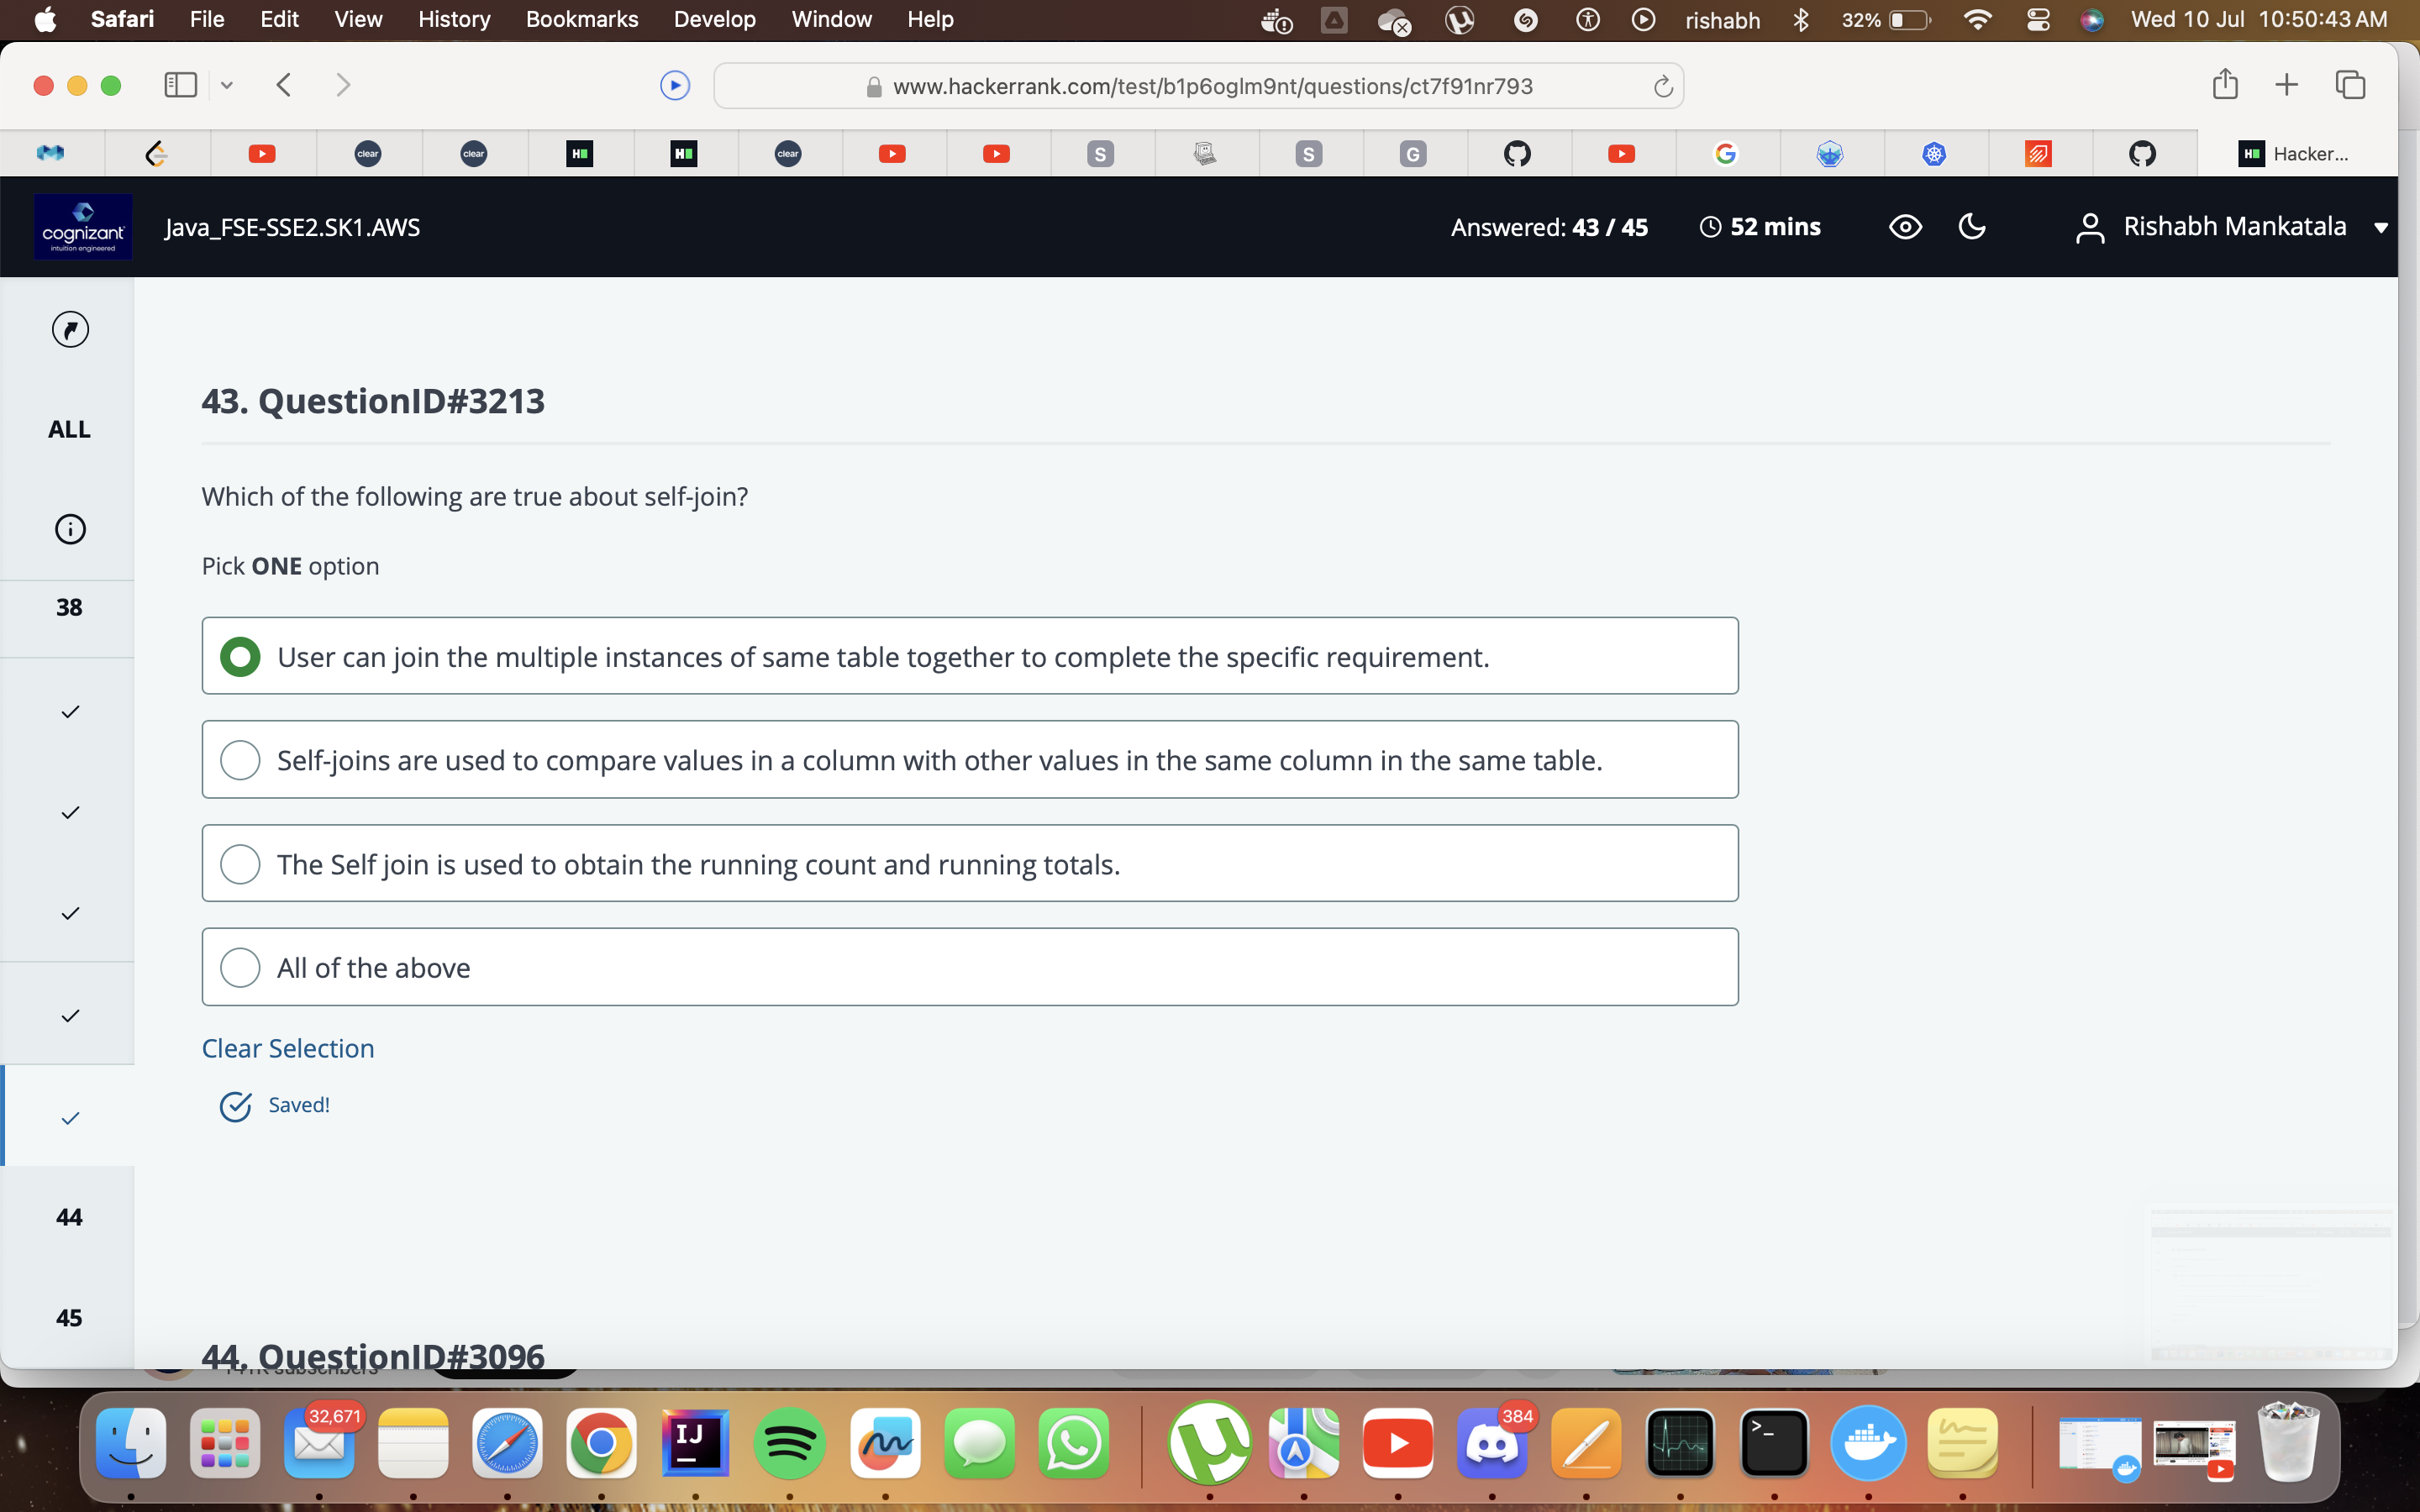 Safari File Edit View History Bookmarks Develop Window Help rishabh 32% Wed 10 Jul 10:50:43 AM
www.hackerrank.com/test/b1p6oglm9nt/questions/ct7f91nr793
clear clear clear S S G Hacker...
cognizant
intuition engineered
Java_FSE-SSE2.SK1.AWS
Answered: 43 / 45
52 mins
Rishabh Mankatala
ALL
38
44
45
43. QuestionID#3213
Which of the following are true about self-join?
Pick ONE option
User can join the multiple instances of same table together to complete the specific requirement.
Self-joins are used to compare values in a column with other values in the same column in the same table.
The Self join is used to obtain the running count and running totals.
All of the above
Clear Selection
Saved!
44. QuestionID#3096
32,671
IJ
384